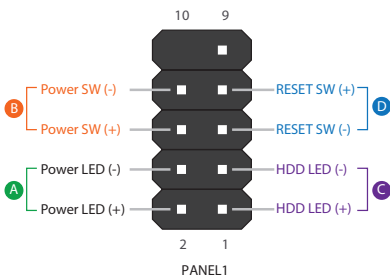 10 9
Power SW (-) RESET SW (+)
B D
Power SW (+) RESET SW (-)
Power LED (-) HDD LED (-)
A C
Power LED (+) HDD LED (+)
2 1
PANEL1